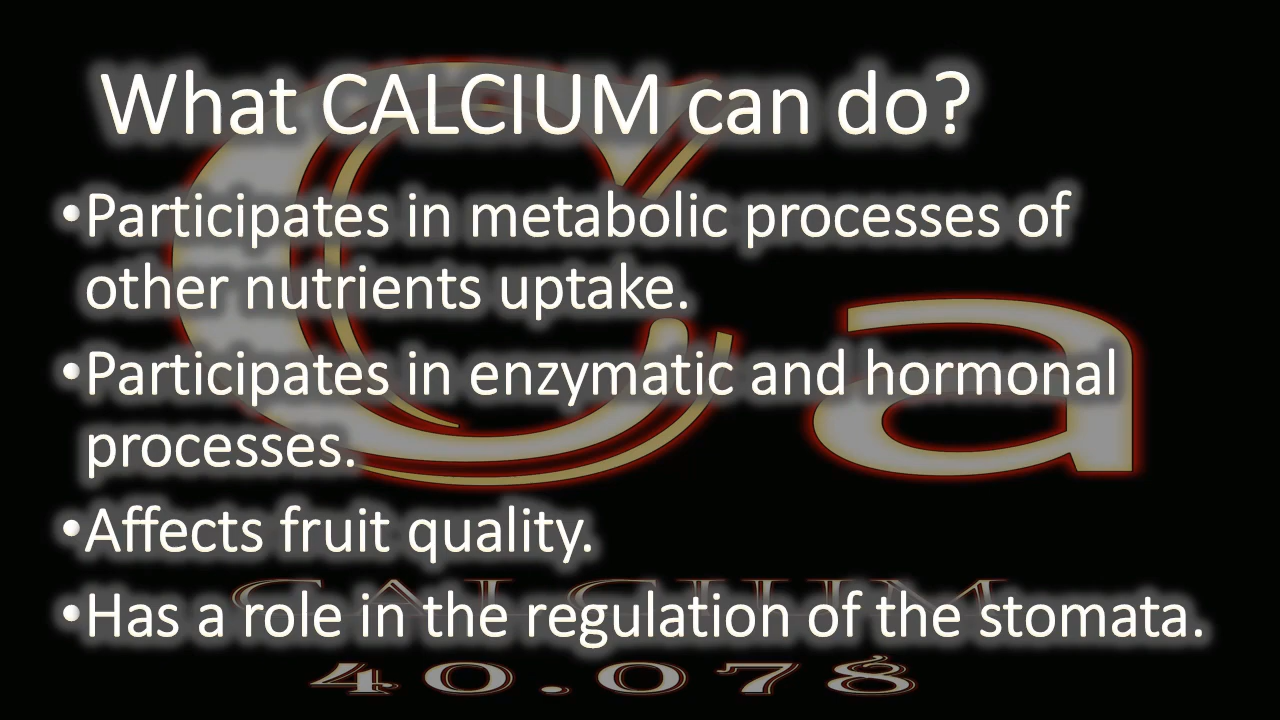 What CALCIUM can do?
•Participates in metabolic processes of
other nutrients uptake.
•Participates in enzymatic and hormonal
processes.
•Affects fruit quality.
•Has a role in the regulation of the stomata.
Ca
CALCIUM
40.078